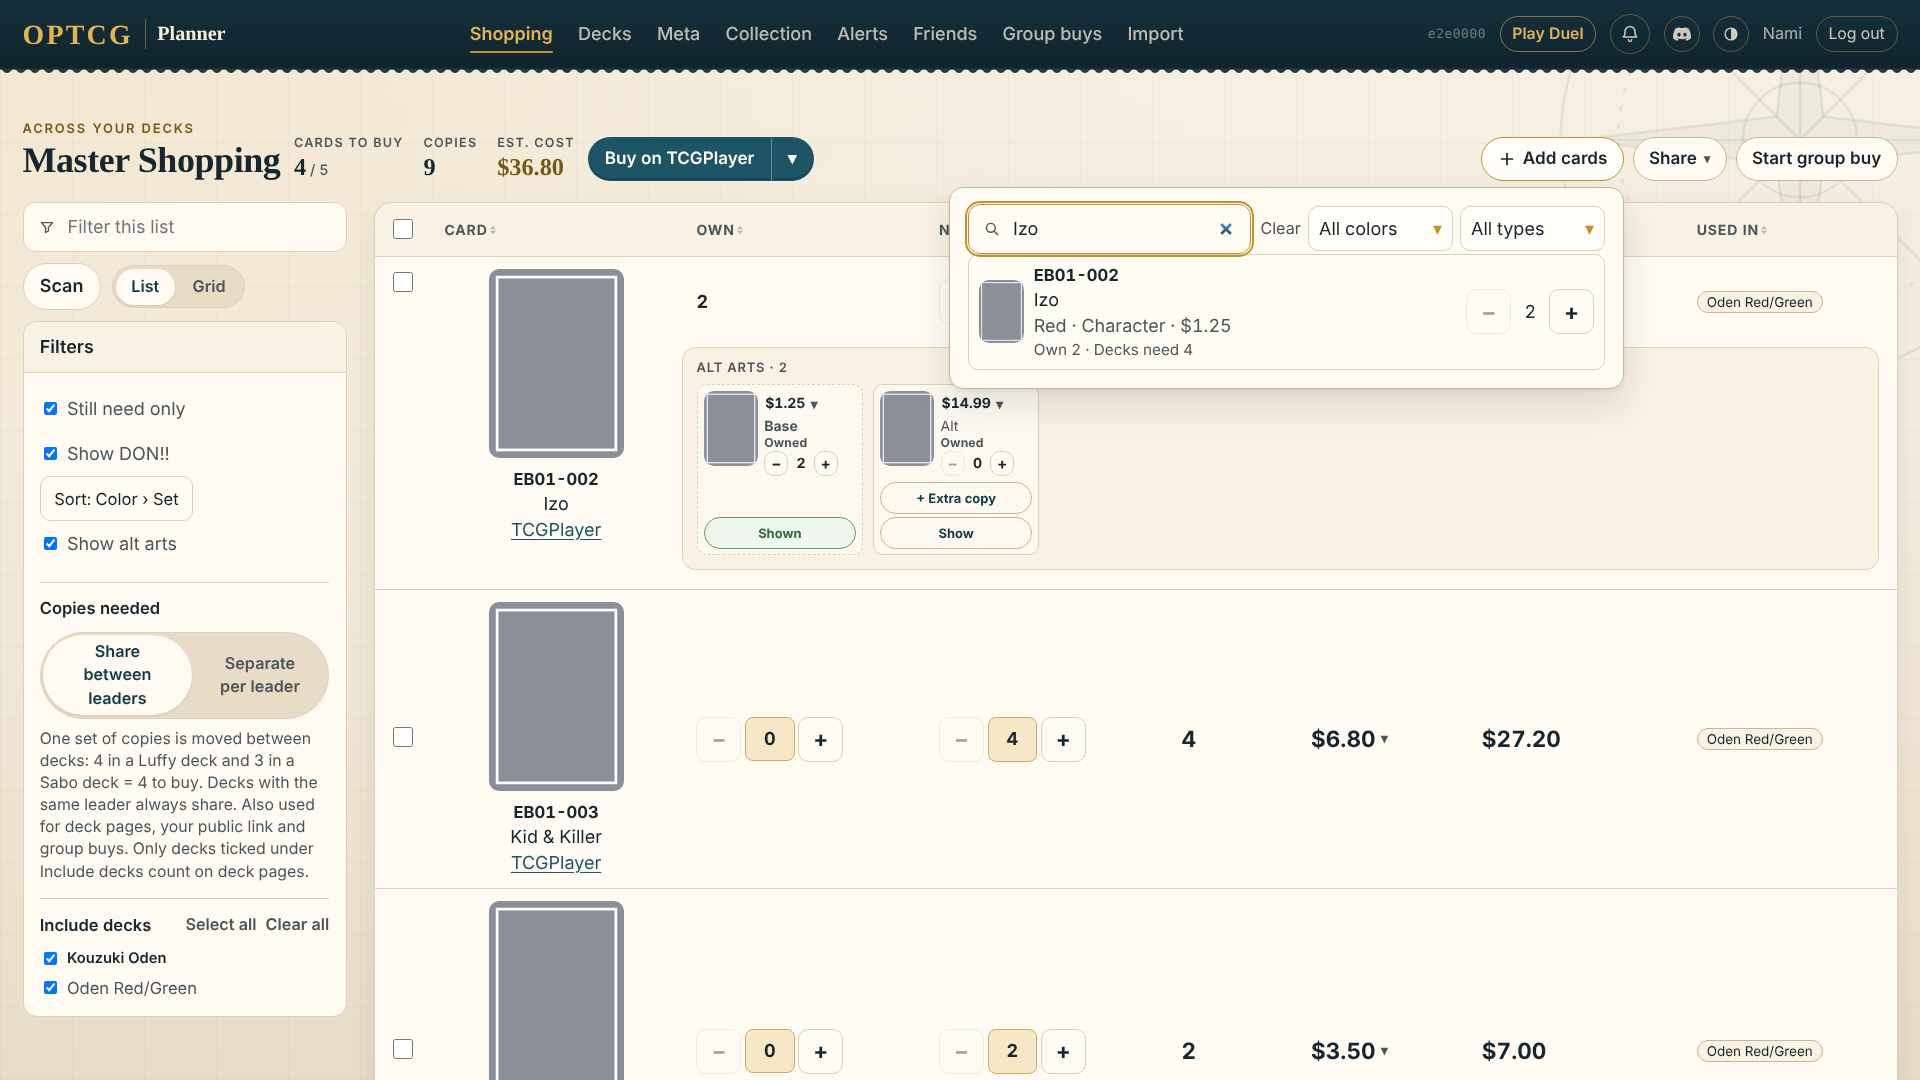 OPTCG Planner
Shopping Decks Meta Collection Alerts Friends Group buys Import
e2e0000 Play Duel Nami Log out
ACROSS YOUR DECKS
Master Shopping
CARDS TO BUY
4 / 5
COPIES
9
EST. COST
$36.80
Buy on TCGPlayer ▼
+ Add cards
Share ▾
Start group buy
Filter this list
Scan
List Grid
Filters
Still need only
Show DON!!
Sort: Color › Set
Show alt arts
Copies needed
Share
between
leaders
Separate
per leader
One set of copies is moved between
decks: 4 in a Luffy deck and 3 in a
Sabo deck = 4 to buy. Decks with the
same leader always share. Also used
for deck pages, your public link and
group buys. Only decks ticked under
Include decks count on deck pages.
Include decks Select all Clear all
Kouzuki Oden
Oden Red/Green
CARD OWN N USED IN
Izo
Clear
All colors ▼
All types ▼
EB01-002
Izo
Red · Character · $1.25
Own 2 · Decks need 4
− 2 +
2
Oden Red/Green
EB01-002
Izo
TCGPlayer
ALT ARTS · 2
$1.25 ▼
Base
Owned
− 2 +
Shown
$14.99 ▼
Alt
Owned
− 0 +
+ Extra copy
Show
EB01-003
Kid & Killer
TCGPlayer
− 0 + − 4 + 4 $6.80 ▼ $27.20 Oden Red/Green
− 0 + − 2 + 2 $3.50 ▼ $7.00 Oden Red/Green